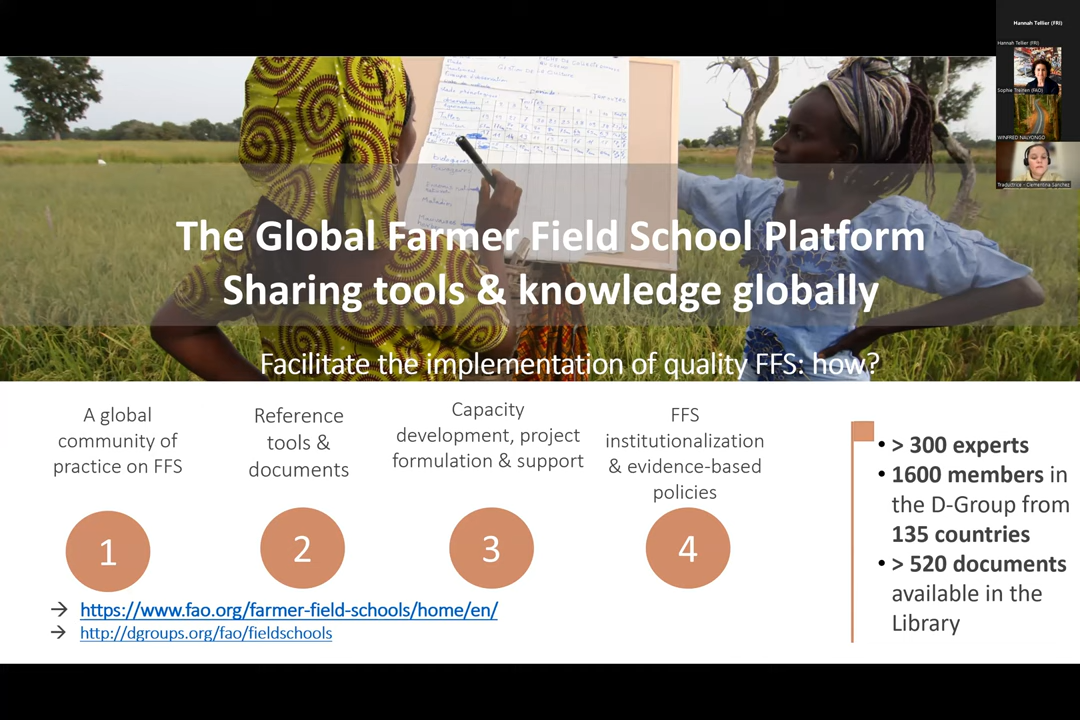 Hannah Tellier (FRI)
Hannah Tellier (FRI)
Sophie Treinen (FAO)
WINFRED NALYONGO
Traductrice - Clementina Sanchez
The Global Farmer Field School Platform
Sharing tools & knowledge globally
Facilitate the implementation of quality FFS: how?
A global
community of
practice on FFS
1
Reference
tools &
documents
2
Capacity
development, project
formulation & support
3
FFS
institutionalization
& evidence-based
policies
4
→ https://www.fao.org/farmer-field-schools/home/en/
→ http://dgroups.org/fao/fieldschools
• > 300 experts
• 1600 members in
the D-Group from
135 countries
• > 520 documents
available in the
Library